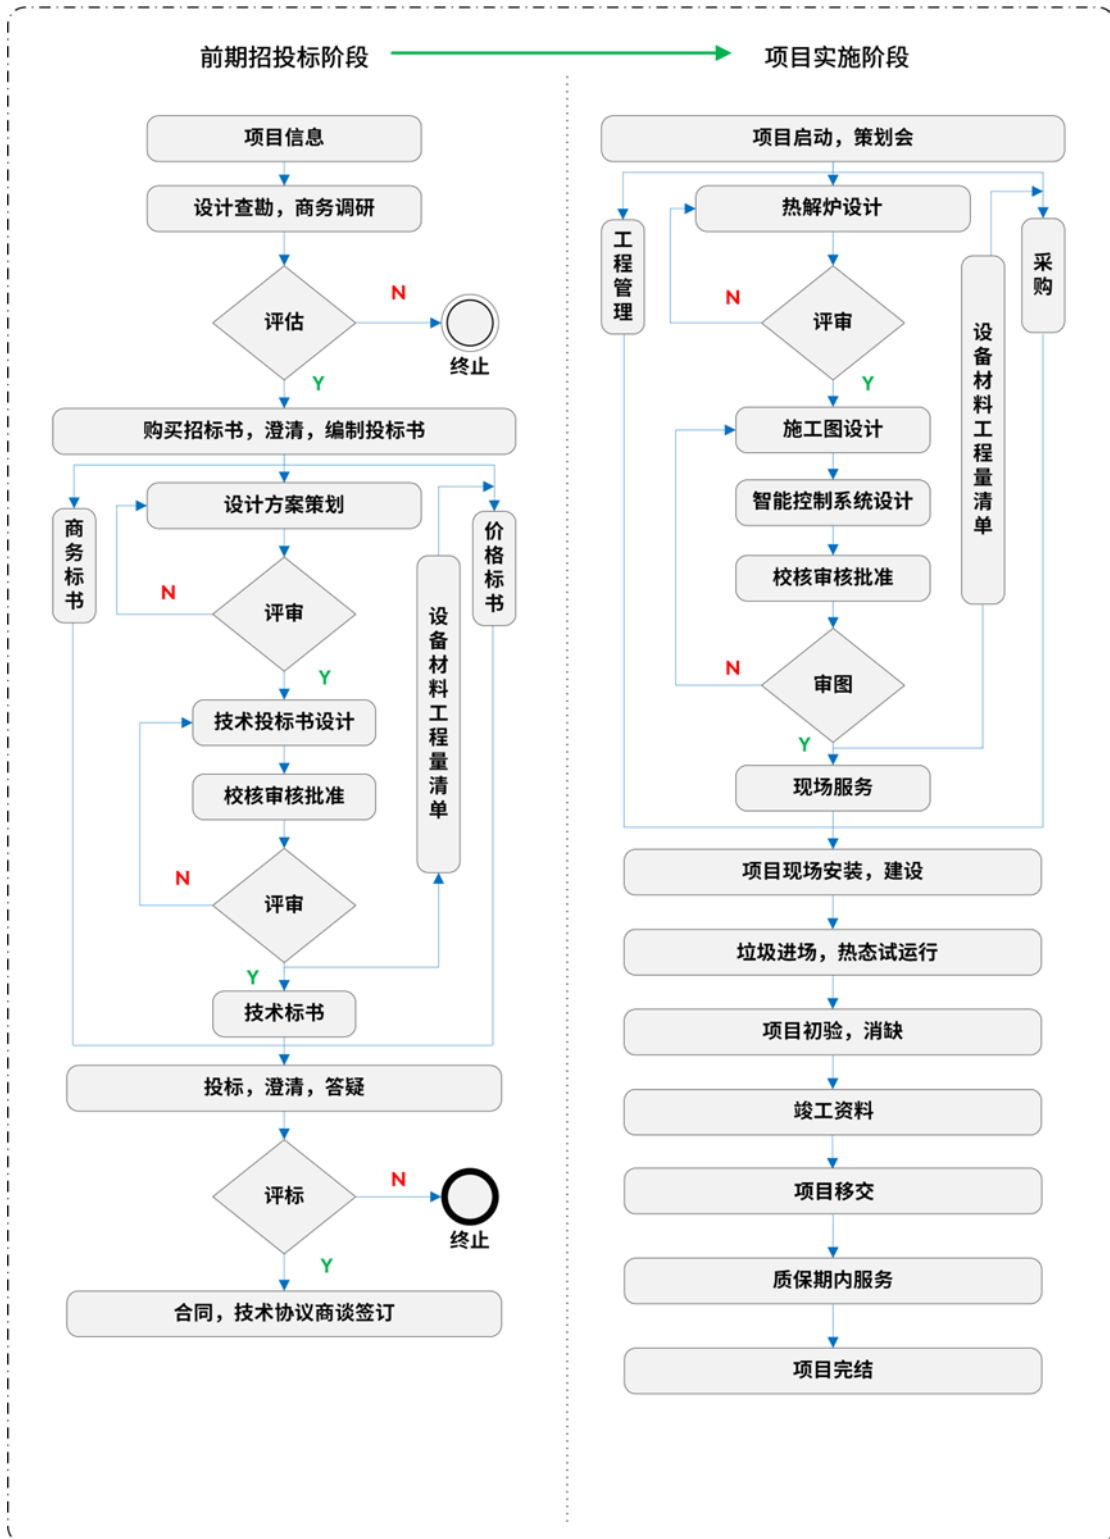 前期招投标阶段
项目实施阶段
项目信息
设计查勘，商务调研
评估
N
终止
Y
购买招标书，澄清，编制投标书
商务标书
设计方案策划
价格标书
N
评审
设备材料工程量清单
Y
技术投标书设计
校核审核批准
N
评审
Y
技术标书
投标，澄清，答疑
评标
N
终止
Y
合同，技术协议商谈签订
项目启动，策划会
工程管理
热解炉设计
采购
N
评审
设备材料工程量清单
Y
施工图设计
智能控制系统设计
校核审核批准
N
审图
Y
现场服务
项目现场安装，建设
垃圾进场，热态试运行
项目初验，消缺
竣工资料
项目移交
质保期内服务
项目完结